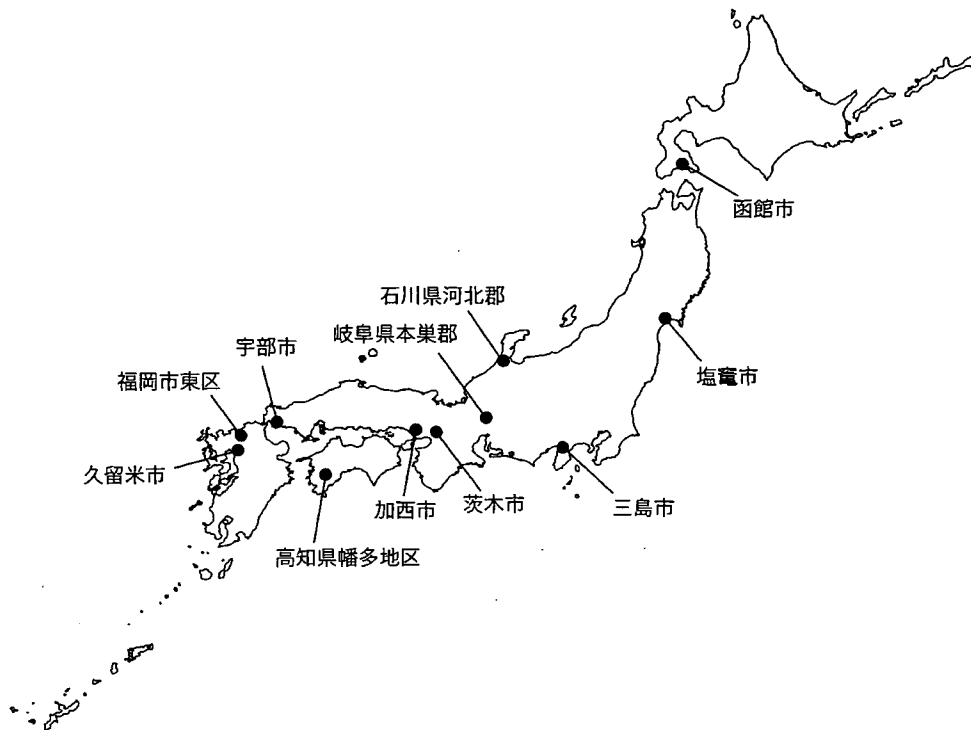 函館市
石川県河北郡
岐阜県本巣郡
宇部市
塩竈市
福岡市東区
久留米市
加西市
茨木市
三島市
高知県幡多地区